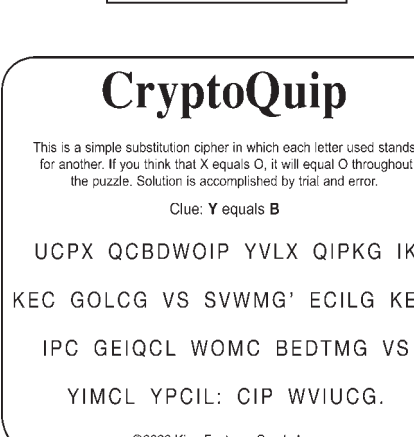 CryptoQuip
This is a simple substitution cipher in which each letter used stands
for another. If you think that X equals O, it will equal O throughout
the puzzle. Solution is accomplished by trial and error.
Clue: Y equals B
UCPX QCBDWOIP YVLX QIPKG IK
KEC GOLCG VS SVWMG' ECILG KE
IPC GEIQCL WOMC BEDTMG VS
YIMCL YPCIL: CIP WVIUCG.